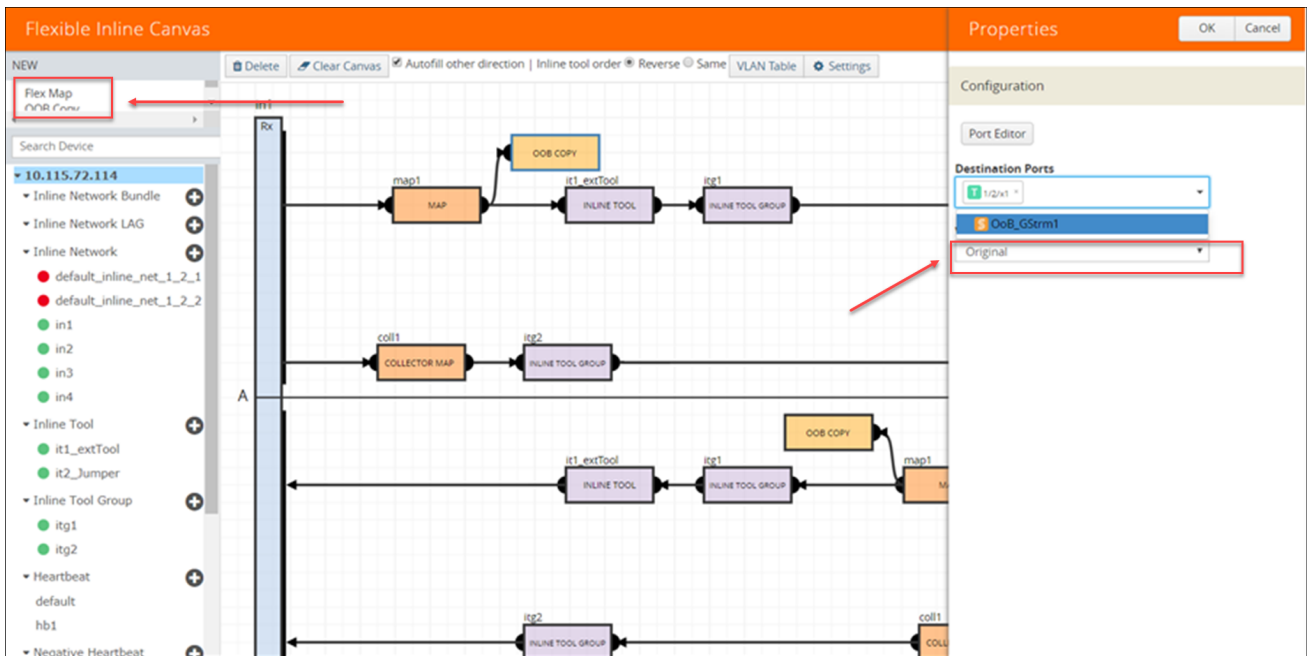 Flexible Inline Canvas
Properties
OK
Cancel
NEW
Flex Map
OOB Copy
Search Device
10.115.72.114
Inline Network Bundle
Inline Network LAG
Inline Network
default_inline_net_1_2_1
default_inline_net_1_2_2
in1
in2
in3
in4
Inline Tool
it1_extTool
it2_Jumper
Inline Tool Group
itg1
itg2
Heartbeat
default
hb1
Negative Heartbeat
Delete
Clear Canvas
Autofill other direction | Inline tool order Reverse Same
VLAN Table
Settings
in1
Rx
OOB COPY
map1
it1_extTool
itg1
MAP
INLINE TOOL
INLINE TOOL GROUP
coll1
itg2
COLLECTOR MAP
INLINE TOOL GROUP
A
OOB COPY
it1_extTool
itg1
map1
INLINE TOOL
INLINE TOOL GROUP
M
itg2
coll1
INLINE TOOL GROUP
COLL
Configuration
Port Editor
Destination Ports
T 1/2/x1 ×
S OoB_GStrm1
Original